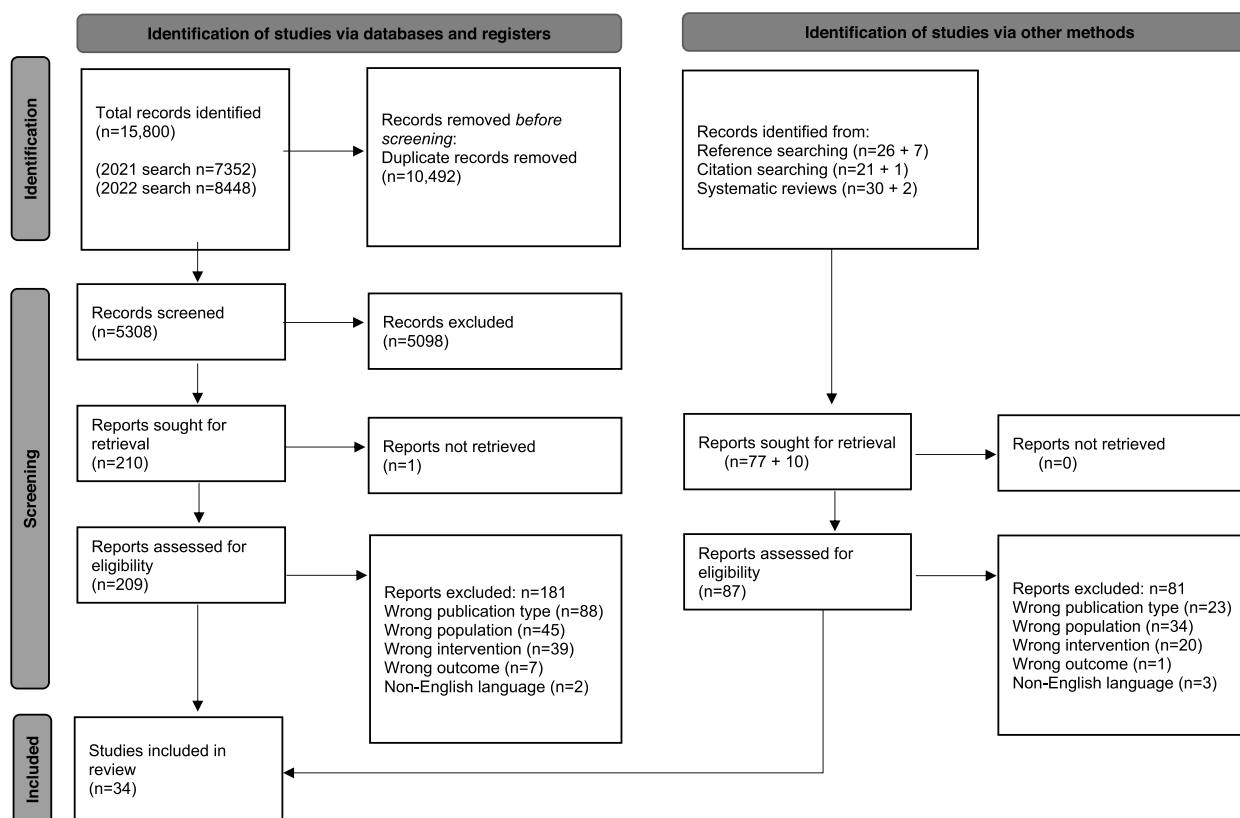 Identification of studies via databases and registers
Identification of studies via other methods
Identification
Total records identified
(n=15,800)
(2021 search n=7352)
(2022 search n=8448)
Records removed before
screening:
Duplicate records removed
(n=10,492)
Records identified from:
Reference searching (n=26 + 7)
Citation searching (n=21 + 1)
Systematic reviews (n=30 + 2)
Screening
Records screened
(n=5308)
Records excluded
(n=5098)
Reports sought for
retrieval
(n=210)
Reports not retrieved
(n=1)
Reports sought for retrieval
(n=77 + 10)
Reports not retrieved
(n=0)
Reports assessed for
eligibility
(n=209)
Reports excluded: n=181
Wrong publication type (n=88)
Wrong population (n=45)
Wrong intervention (n=39)
Wrong outcome (n=7)
Non-English language (n=2)
Reports assessed for
eligibility
(n=87)
Reports excluded: n=81
Wrong publication type (n=23)
Wrong population (n=34)
Wrong intervention (n=20)
Wrong outcome (n=1)
Non-English language (n=3)
Included
Studies included in
review
(n=34)